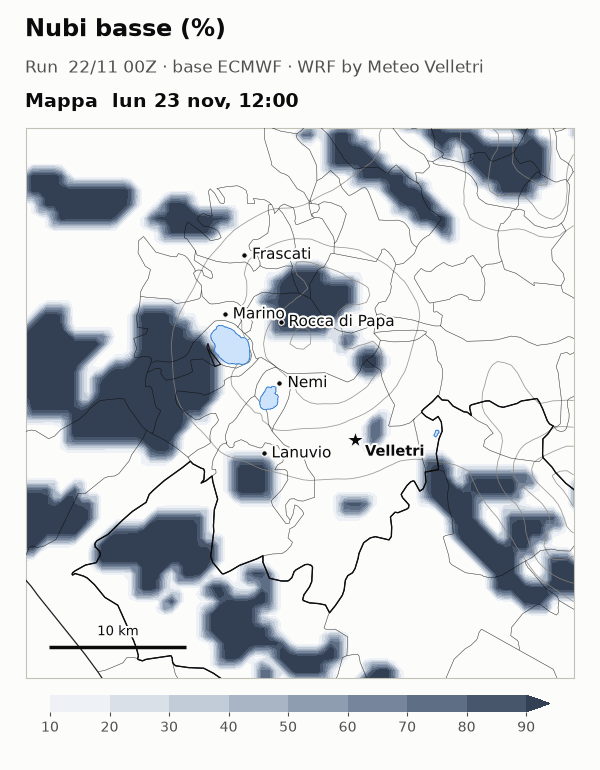 Nubi basse (%)
Run  22/11 00Z · base ECMWF · WRF by Meteo Velletri
Mappa  lun 23 nov, 12:00
Frascati
Marino
Rocca di Papa
Nemi
Velletri
Lanuvio
10 km
10 20 30 40 50 60 70 80 90